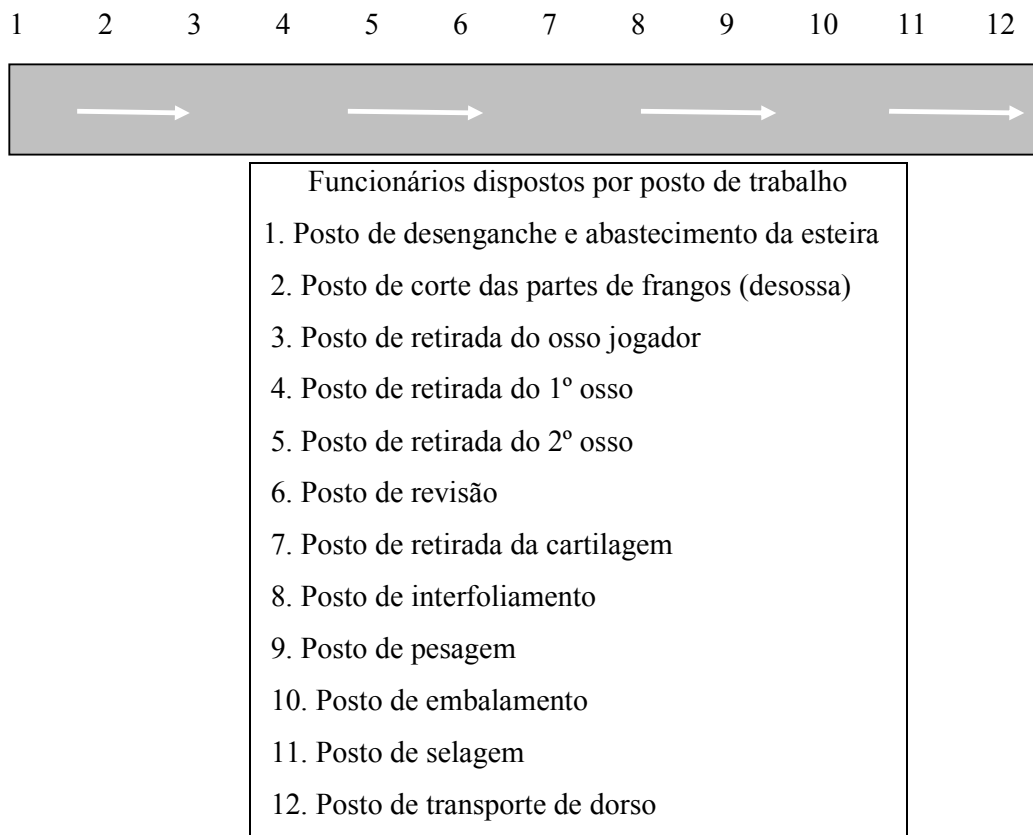 1 2 3 4 5 6 7 8 9 10 11 12
Funcionários dispostos por posto de trabalho
1. Posto de desenganche e abastecimento da esteira
2. Posto de corte das partes de frangos (desossa)
3. Posto de retirada do osso jogador
4. Posto de retirada do 1º osso
5. Posto de retirada do 2º osso
6. Posto de revisão
7. Posto de retirada da cartilagem
8. Posto de interfoliamento
9. Posto de pesagem
10. Posto de embalamento
11. Posto de selagem
12. Posto de transporte de dorso